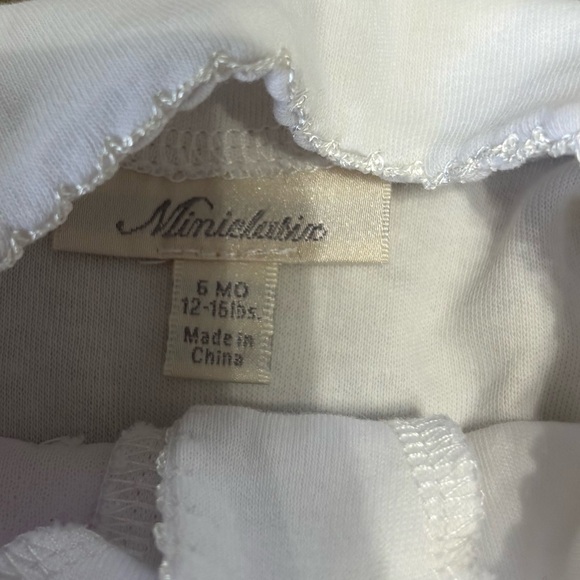 Miniclasix
6 MO
12-16lbs.
Made in
China